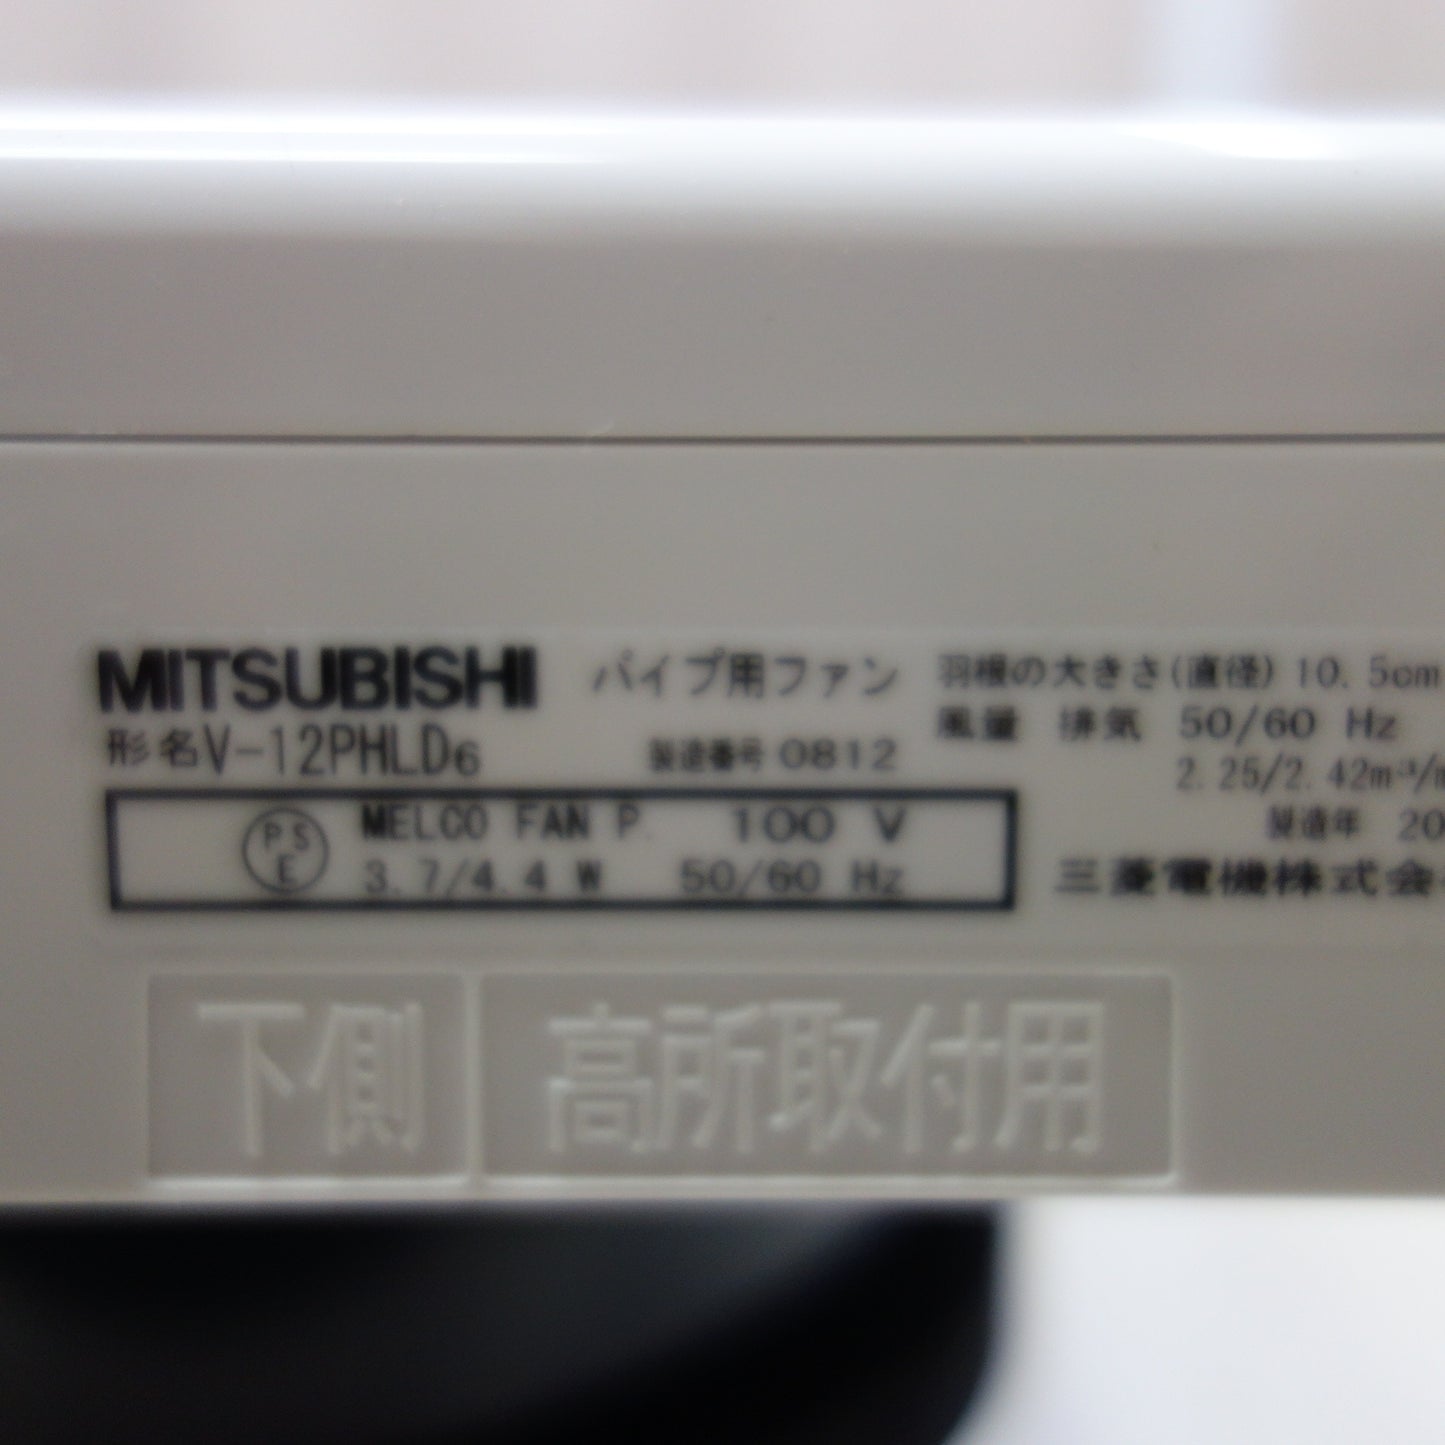 MITSUBISHI パイプ用ファン 羽根の大きさ(直径) 10.5cm
形名V-12PHLD6 製造番号 0812 風量 排気 50/60 Hz
2.25/2.42m³/m
PSE MELCO FAN P. 100 V 製造年 20
3.7/4.4 W 50/60 Hz 三菱電機株式会
下側 高所取付用